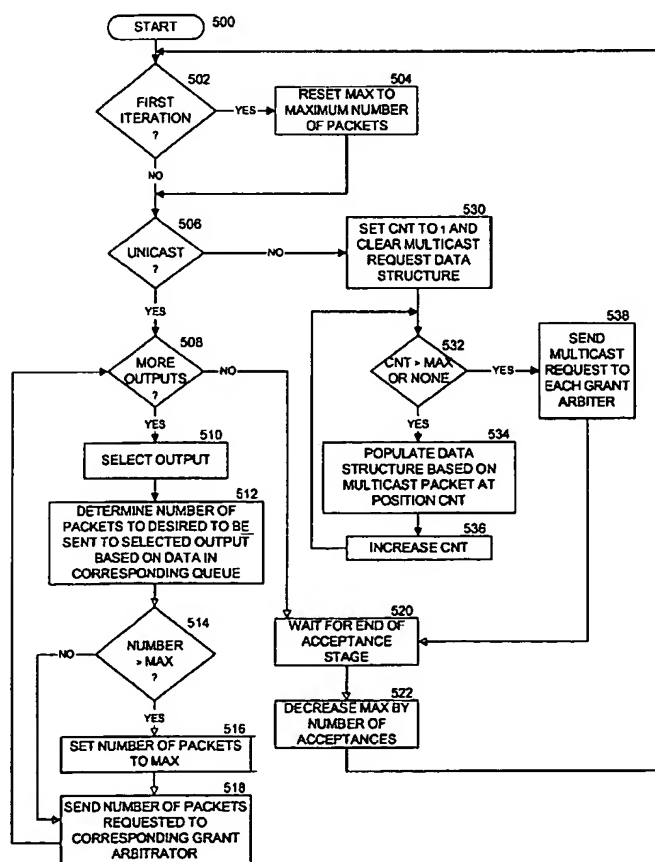 START
500
502
FIRST
ITERATION
?
YES
504
RESET MAX TO
MAXIMUM NUMBER
OF PACKETS
NO
506
UNICAST
?
NO
530
SET CNT TO 1 AND
CLEAR MULTICAST
REQUEST DATA
STRUCTURE
YES
508
MORE
OUTPUTS
?
NO
532
CNT > MAX
OR NONE
YES
538
SEND
MULTICAST
REQUEST TO
EACH GRANT
ARBITER
YES
510
SELECT OUTPUT
YES
534
POPULATE DATA
STRUCTURE BASED ON
MULTICAST PACKET AT
POSITION CNT
512
DETERMINE NUMBER OF
PACKETS TO DESIRED TO BE
SENT TO SELECTED OUTPUT
BASED ON DATA IN
CORRESPONDING QUEUE
536
INCREASE CNT
514
NUMBER
> MAX
?
NO
520
WAIT FOR END OF
ACCEPTANCE
STAGE
YES
516
SET NUMBER OF PACKETS
TO MAX
522
DECREASE MAX BY
NUMBER OF
ACCEPTANCES
518
SEND NUMBER OF PACKETS
REQUESTED TO
CORRESPONDING GRANT
ARBITRATOR